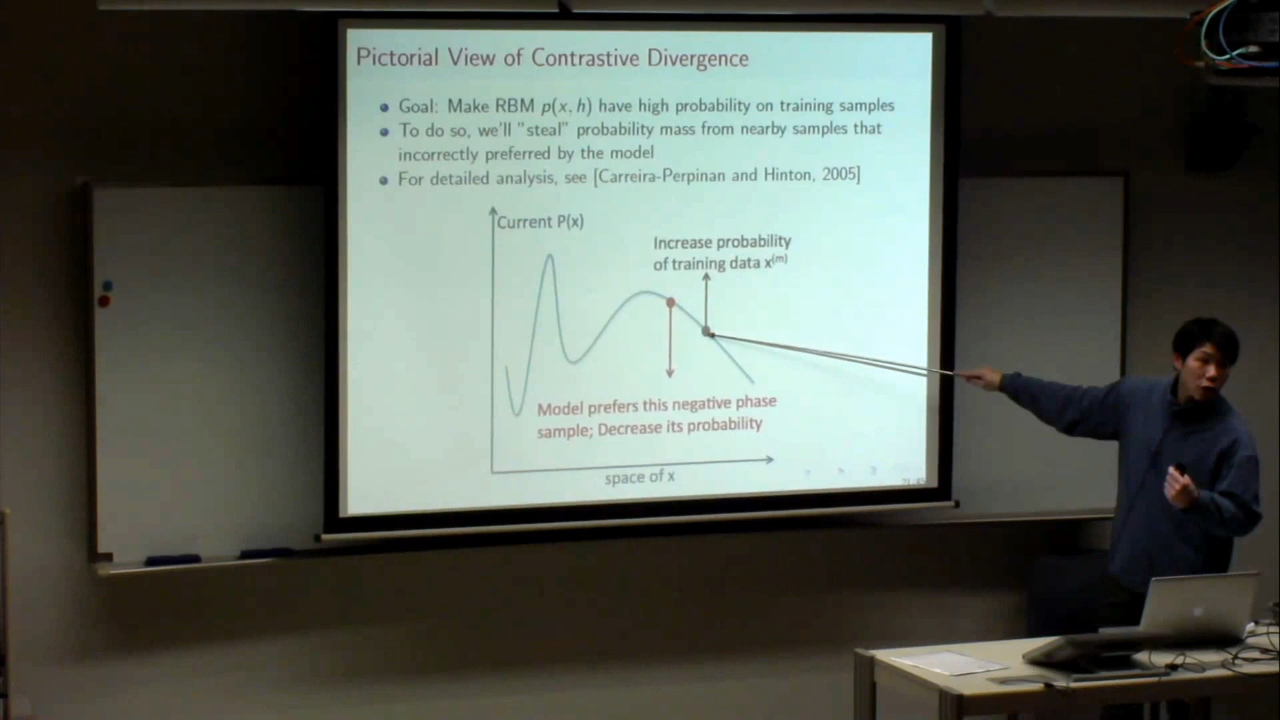 Pictorial View of Contrastive Divergence
Goal: Make RBM p(x, h) have high probability on training samples
To do so, we'll "steal" probability mass from nearby samples that
incorrectly preferred by the model
For detailed analysis, see [Carreira-Perpinan and Hinton, 2005]
Current P(x)
Increase probability
of training data x(m)
Model prefers this negative phase
sample; Decrease its probability
space of x